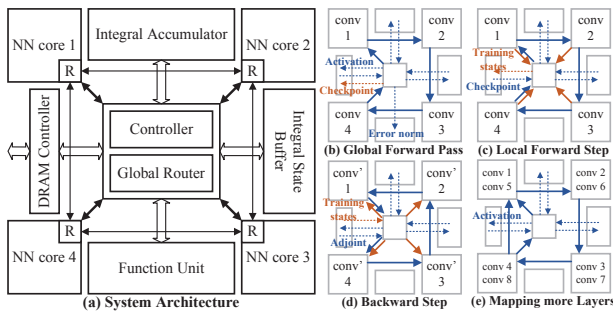 NN core 1
Integral Accumulator
NN core 2
R
R
DRAM Controller
Controller
Global Router
Integral State
Buffer
R
R
NN core 4
Function Unit
NN core 3
(a) System Architecture
conv
1
conv
2
Activation
Checkpoint
conv
4
Error norm
conv
3
(b) Global Forward Pass
conv
1
conv
2
Training
states
Checkpoint
conv
4
conv
3
(c) Local Forward Step
conv'
1
conv'
2
Training
states
Adjoint
conv'
4
conv'
3
(d) Backward Step
conv 1
conv 5
conv 2
conv 6
Activation
conv 4
conv 8
conv 3
conv 7
(e) Mapping more Layers